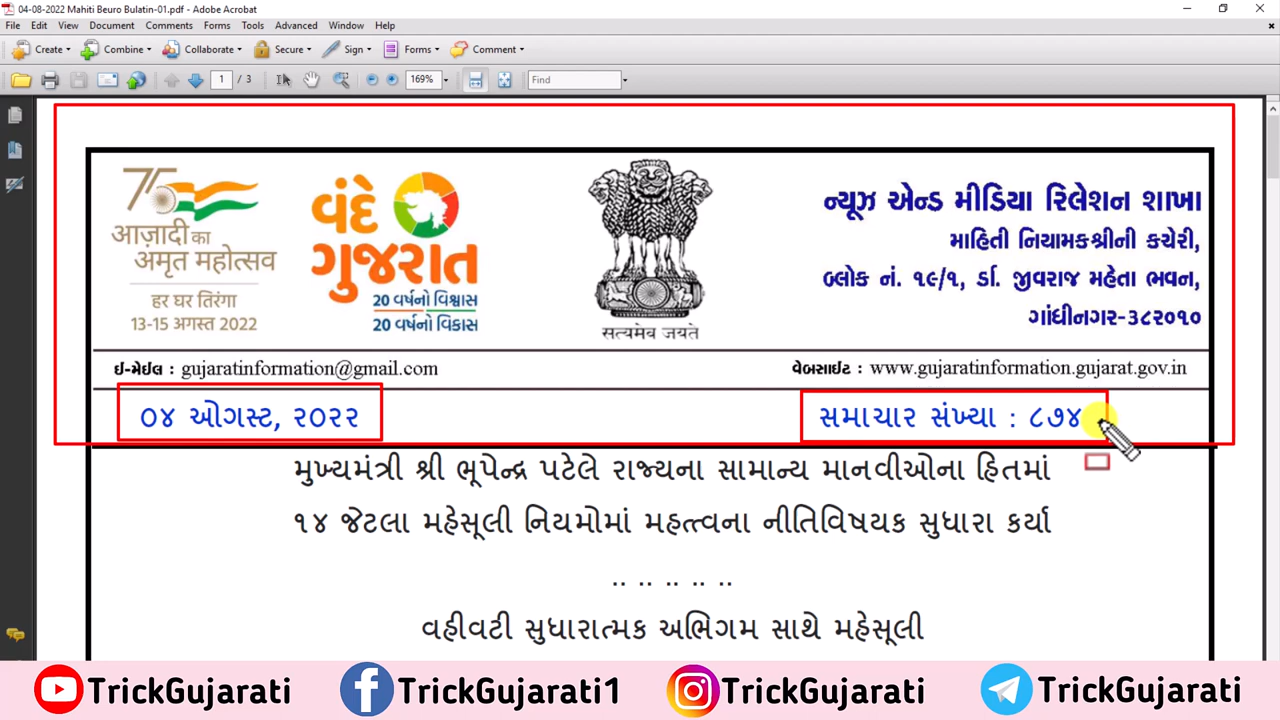 04-08-2022 Mahiti Beuro Bulatin-01.pdf - Adobe Acrobat
File Edit View Document Comments Forms Tools Advanced Window Help
Create Combine Collaborate Secure Sign Forms Comment
1 / 3 169% Find
75
आज़ादी का
अमृत महोत्सव
हर घर तिरंगा
13-15 अगस्त 2022
વંદે
ગુજરાત
20 વર્ષનો વિશ્વાસ
20 વર્ષનો વિકાસ
सत्यमेव जयते
ન્યૂઝ એન્ડ મીડિયા રિલેશન શાખા
માહિતી નિયામકશ્રીની કચેરી,
બ્લોક નં. ૧૯/૧, ર્ડા. જીવરાજ મહેતા ભવન,
ગાંધીનગર-૩૮૨૦૧૦
ઈ-મેઈલ : gujaratinformation@gmail.com
વેબસાઈટ : www.gujaratinformation.gujarat.gov.in
૦૪ ઓગસ્ટ, ૨૦૨૨
સમાચાર સંખ્યા : ૮૭૪
મુખ્યમંત્રી શ્રી ભૂપેન્દ્ર પટેલે રાજ્યના સામાન્ય માનવીઓના હિતમાં
૧૪ જેટલા મહેસૂલી નિયમોમાં મહત્ત્વના નીતિવિષયક સુધારા કર્યા
.. .. .. .. ..
વહીવટી સુધારાત્મક અભિગમ સાથે મહેસૂલી
TrickGujarati TrickGujarati1 TrickGujarati TrickGujarati